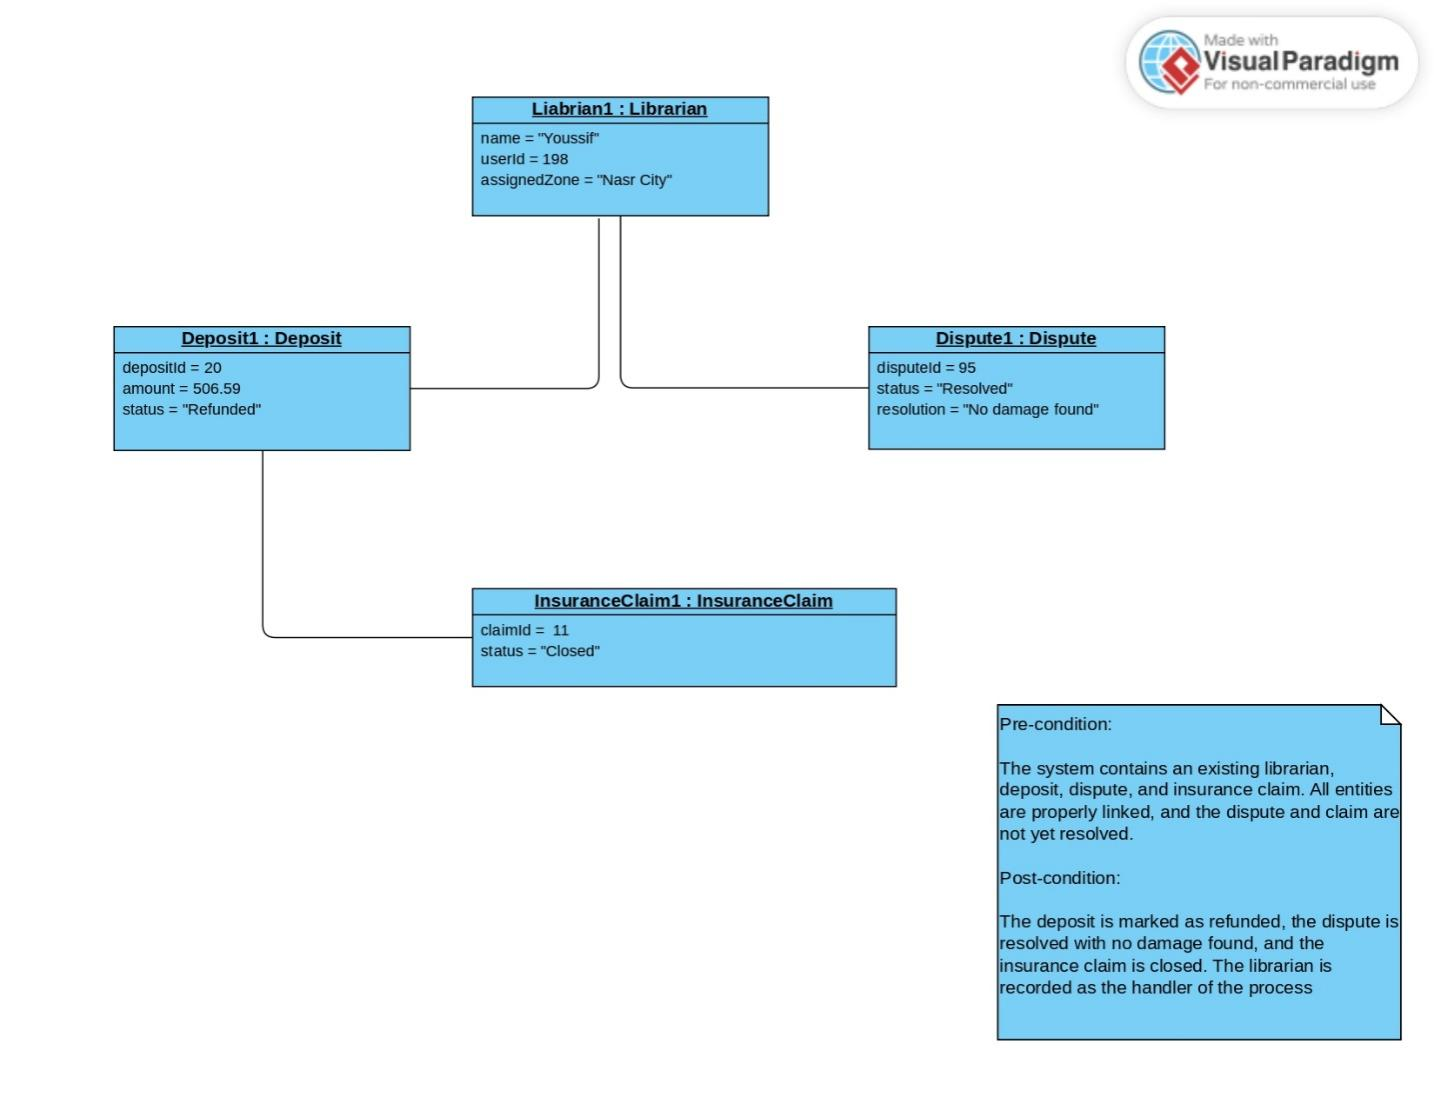 Made with
Visual Paradigm
For non-commercial use
Liabrian1 : Librarian
name = "Youssif"
userId = 198
assignedZone = "Nasr City"
Deposit1 : Deposit
depositId = 20
amount = 506.59
status = "Refunded"
Dispute1 : Dispute
disputeId = 95
status = "Resolved"
resolution = "No damage found"
InsuranceClaim1 : InsuranceClaim
claimId =  11
status = "Closed"
Pre-condition:
The system contains an existing librarian,
deposit, dispute, and insurance claim. All entities
are properly linked, and the dispute and claim are
not yet resolved.
Post-condition:
The deposit is marked as refunded, the dispute is
resolved with no damage found, and the
insurance claim is closed. The librarian is
recorded as the handler of the process